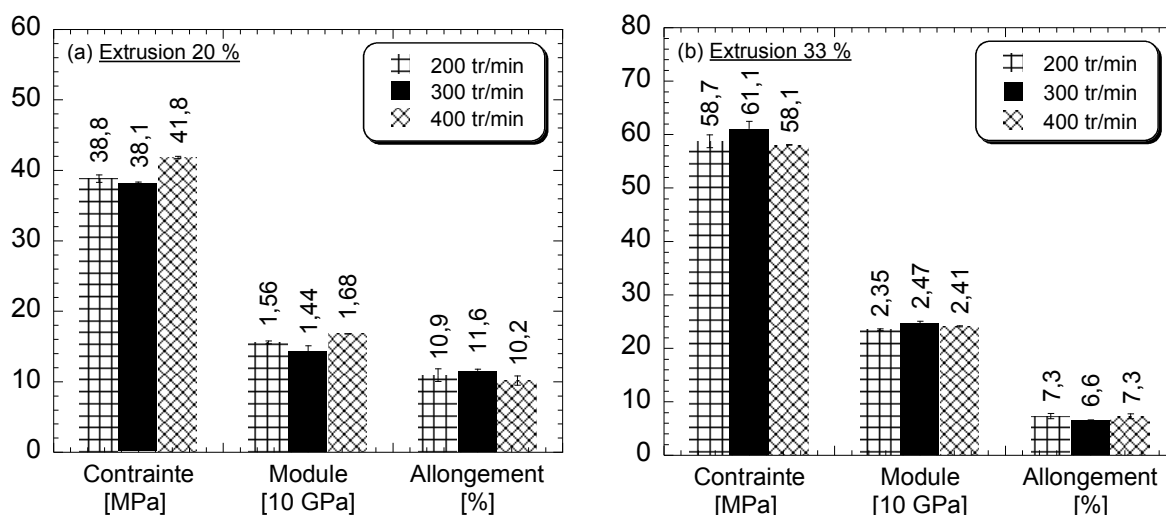 (a) Extrusion 20 %
200 tr/min
300 tr/min
400 tr/min
60
50
40
30
20
10
0
38,8
38,1
41,8
1,56
1,44
1,68
10,9
11,6
10,2
Contrainte
[MPa]
Module
[10 GPa]
Allongement
[%]
(b) Extrusion 33 %
200 tr/min
300 tr/min
400 tr/min
80
70
60
50
40
30
20
10
0
58,7
61,1
58,1
2,35
2,47
2,41
7,3
6,6
7,3
Contrainte
[MPa]
Module
[10 GPa]
Allongement
[%]